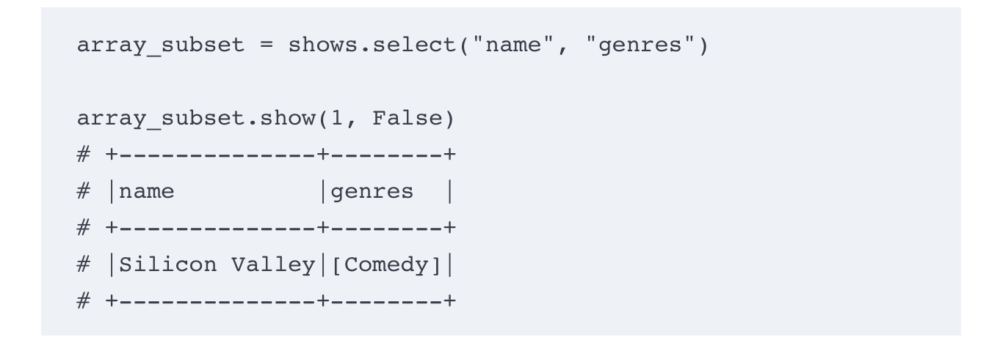 array_subset = shows.select("name", "genres")
array_subset.show(1, False)
# +--------------+--------+
# |name          |genres  |
# +--------------+--------+
# |Silicon Valley|[Comedy]|
# +--------------+--------+